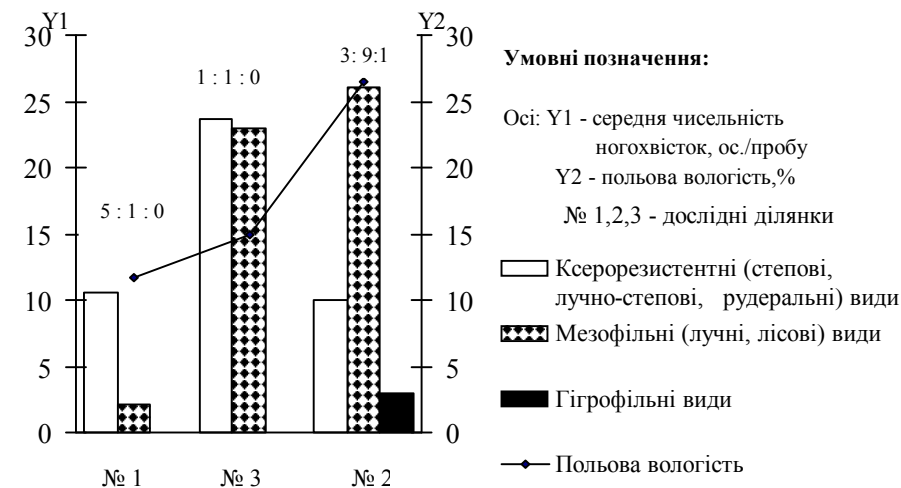 Y1
Y2
30
25
20
15
10
5
0
30
25
20
15
10
5
0
5 : 1 : 0
1 : 1 : 0
3: 9:1
№ 1
№ 3
№ 2
Умовні позначення:
Осі: Y1 - середня чисельність
ногохвісток, ос./пробу
Y2 - польова вологість,%
№ 1,2,3 - дослідні ділянки
Ксерорезистентні (степові,
лучно-степові, рудеральні) види
Мезофільні (лучні, лісові) види
Гігрофільні види
Польова вологість